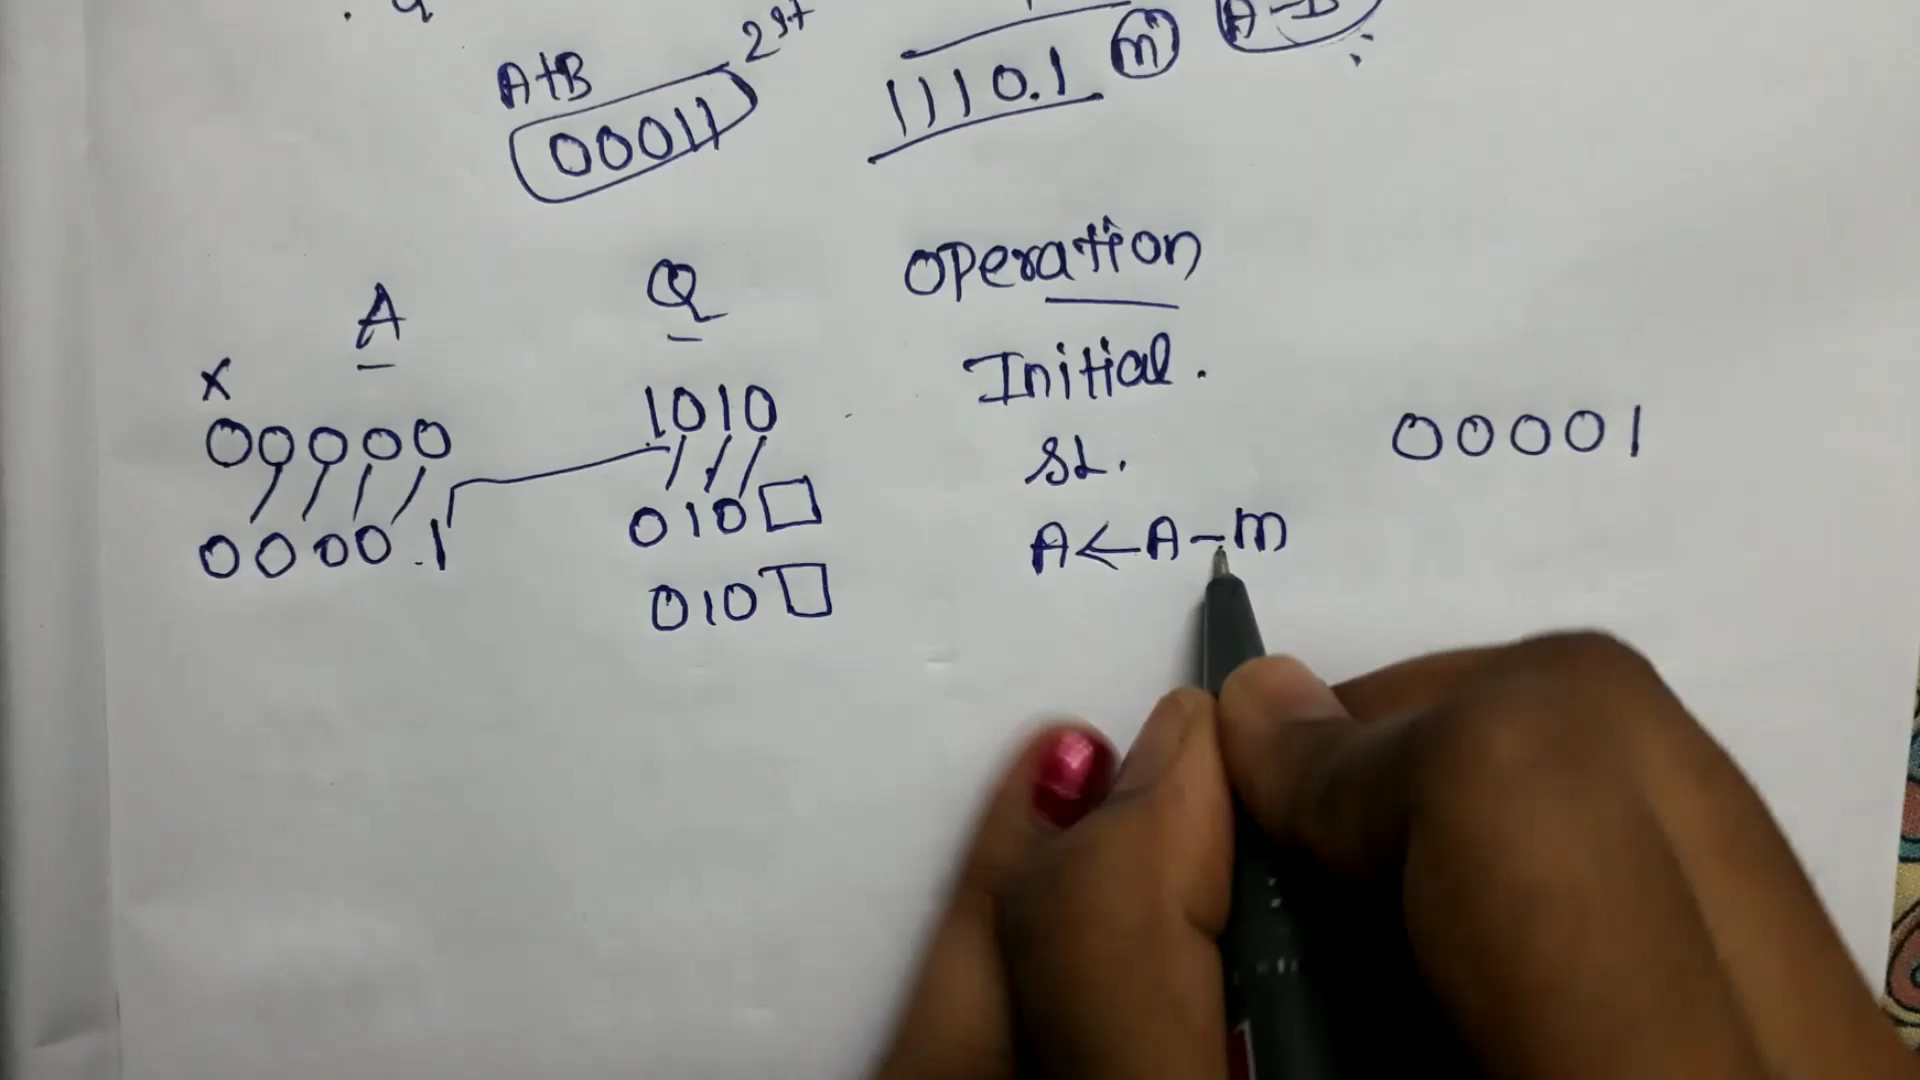 A+B
00011
1110.1 m
A Q Operation
x
00000 1010 Initial.
SL. 00001
0000.1 010
A←A-m
010